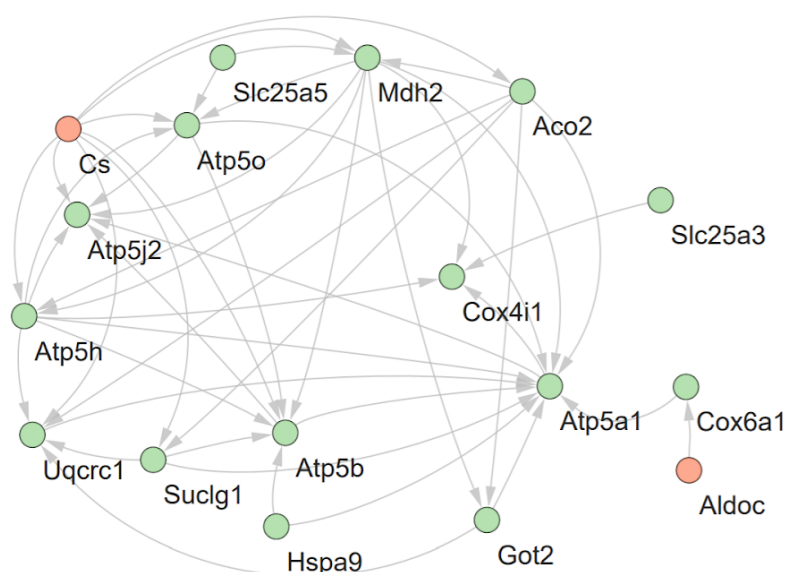 Slc25a5
Mdh2
Aco2
Cs
Atp5o
Slc25a3
Atp5j2
Cox4i1
Atp5h
Atp5a1
Cox6a1
Uqcrc1
Suclg1
Atp5b
Aldoc
Hspa9
Got2